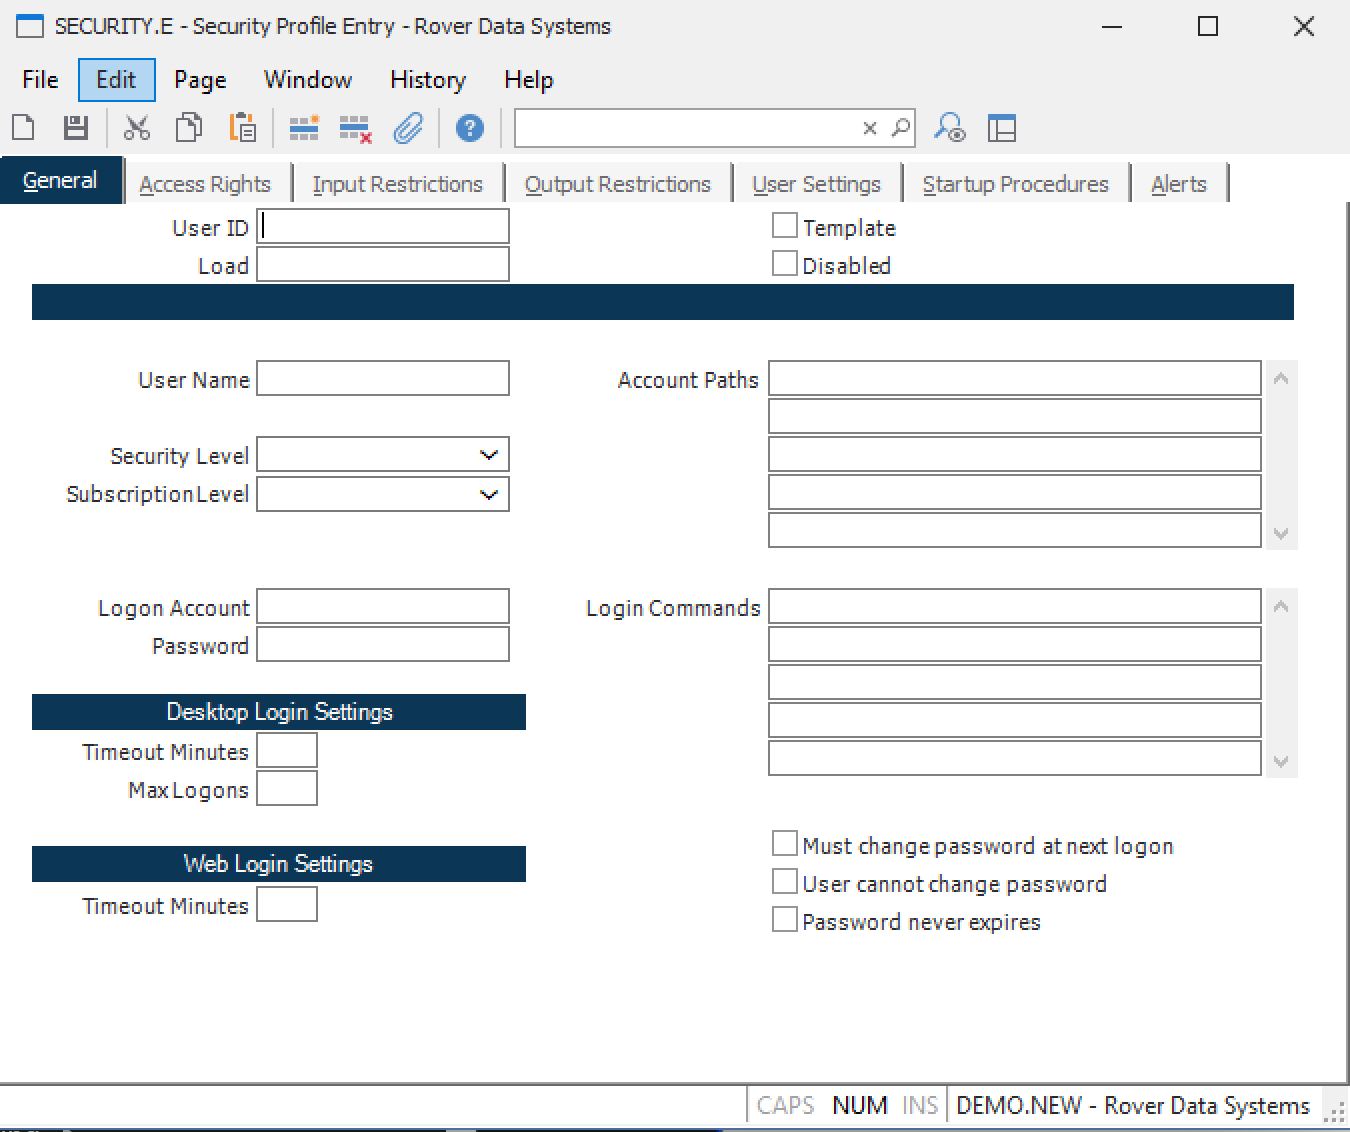 SECURITY.E - Security Profile Entry - Rover Data Systems
File Edit Page Window History Help
General Access Rights Input Restrictions Output Restrictions User Settings Startup Procedures Alerts
User ID Template
Load Disabled
User Name Account Paths
Security Level
Subscription Level
Logon Account Login Commands
Password
Desktop Login Settings
Timeout Minutes
Max Logons
Web Login Settings
Timeout Minutes
Must change password at next logon
User cannot change password
Password never expires
CAPS NUM INS DEMO.NEW - Rover Data Systems